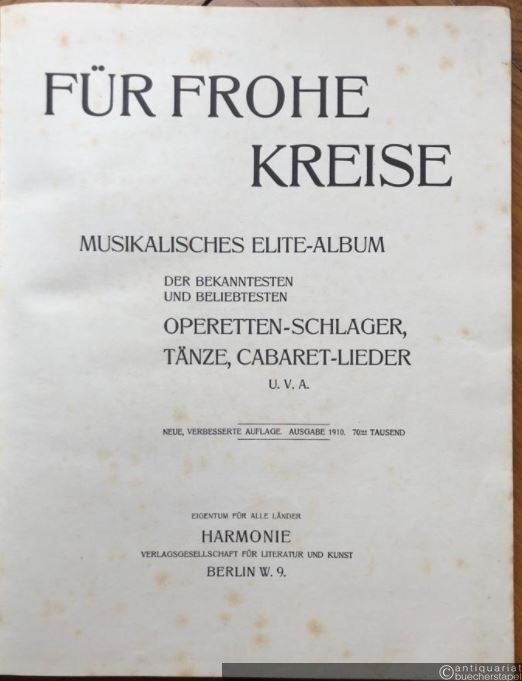 FÜR FROHE
KREISE
MUSIKALISCHES ELITE-ALBUM
DER BEKANNTESTEN
UND BELIEBTESTEN
OPERETTEN-SCHLAGER,
TÄNZE, CABARET-LIEDER
U. V. A.
NEUE, VERBESSERTE AUFLAGE. AUSGABE 1910. 70stes TAUSEND
EIGENTUM FÜR ALLE LÄNDER
HARMONIE
VERLAGSGESELLSCHAFT FÜR LITERATUR UND KUNST
BERLIN W. 9.
©antiquariat
buecherstapel